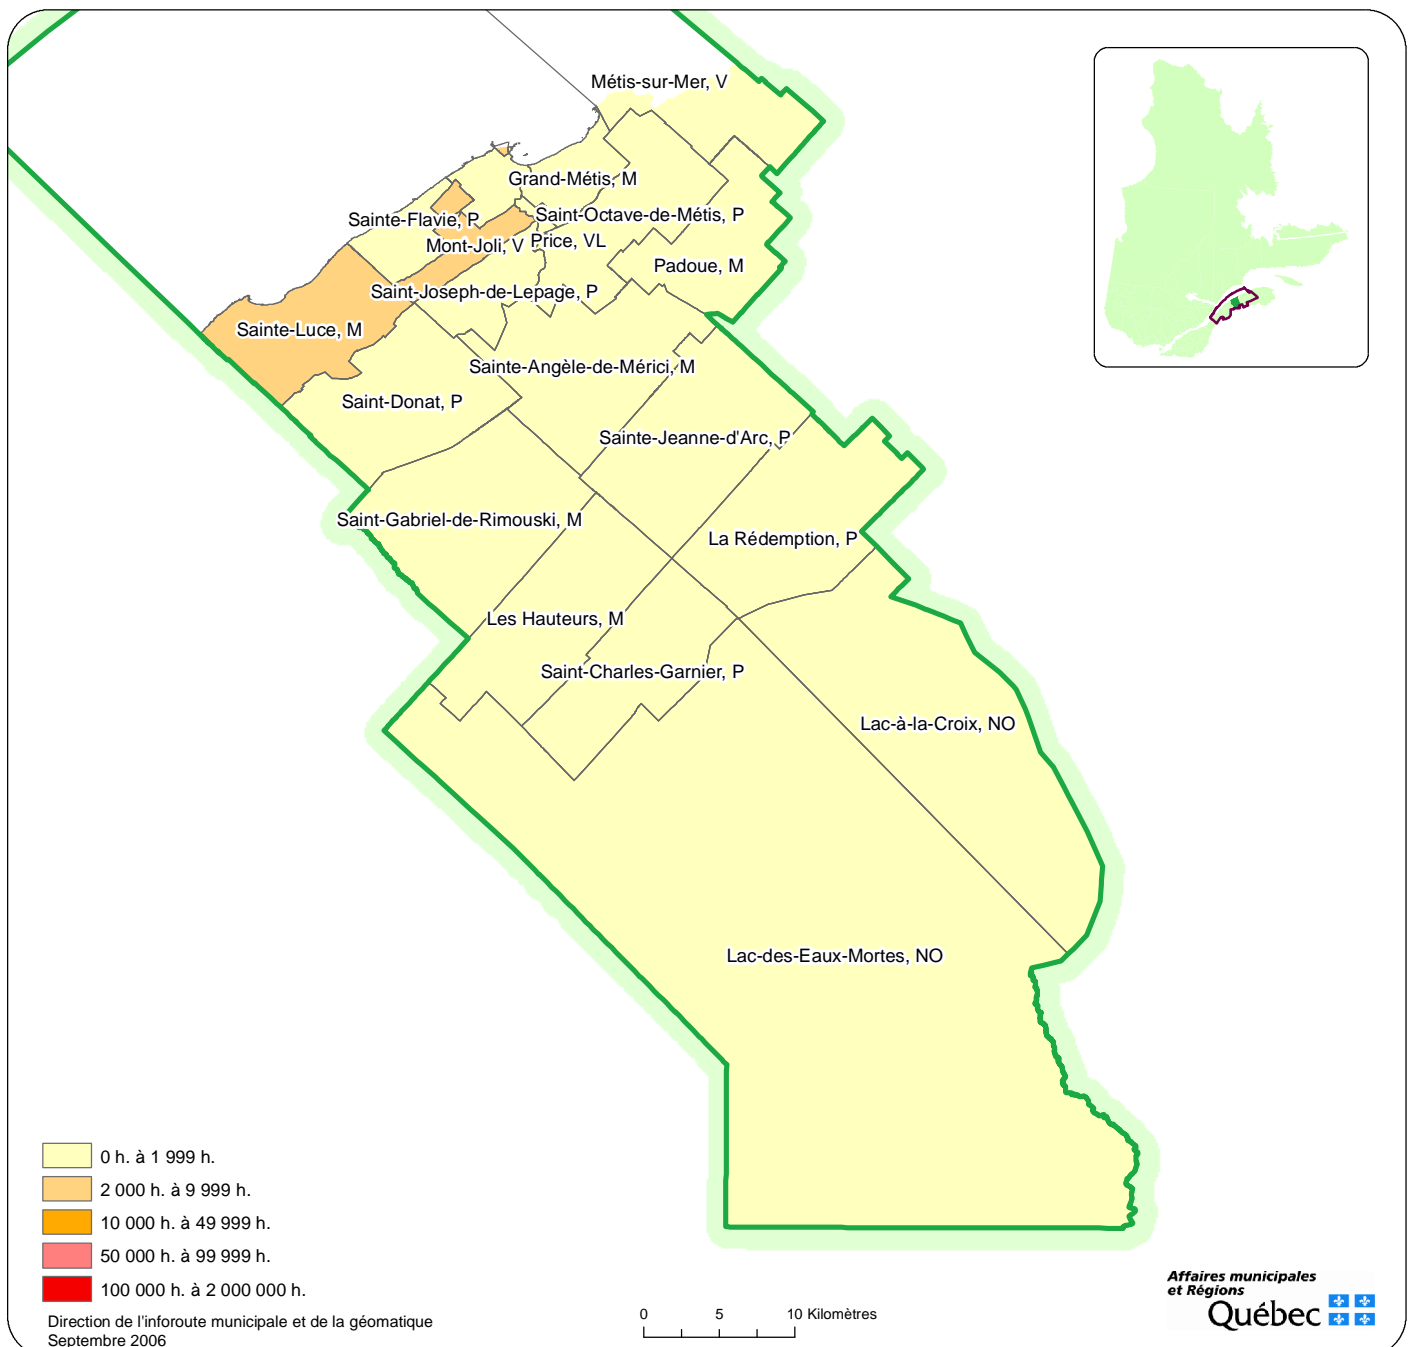 Métis-sur-Mer, V
Grand-Métis, M
Sainte-Flavie, P
Saint-Octave-de-Métis, P
Mont-Joli, V
Price, VL
Padoue, M
Saint-Joseph-de-Lepage, P
Sainte-Luce, M
Sainte-Angèle-de-Mérici, M
Saint-Donat, P
Sainte-Jeanne-d'Arc, P
Saint-Gabriel-de-Rimouski, M
La Rédemption, P
Les Hauteurs, M
Saint-Charles-Garnier, P
Lac-à-la-Croix, NO
Lac-des-Eaux-Mortes, NO
0 h. à 1 999 h.
2 000 h. à 9 999 h.
10 000 h. à 49 999 h.
50 000 h. à 99 999 h.
100 000 h. à 2 000 000 h.
Direction de l'inforoute municipale et de la géomatique
Septembre 2006
0 5 10 Kilomètres
Affaires municipales
et Régions
Québec